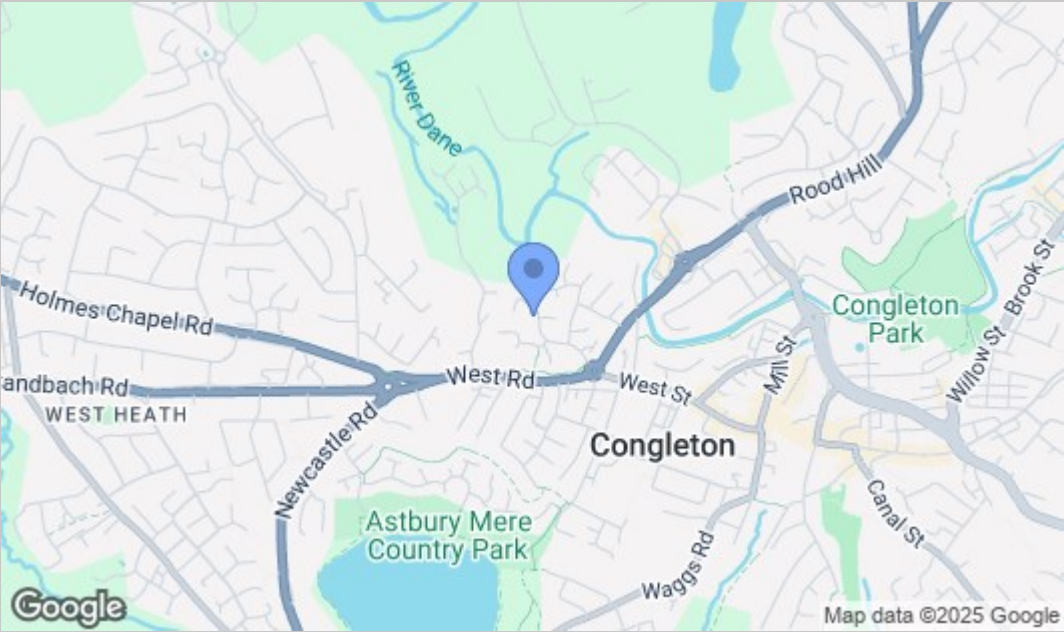 River Dane
Rood Hill
Holmes Chapel Rd
Congleton
Park
Brook St
Willow St
Mill St
West Rd
West St
andbach Rd
WEST HEATH
Newcastle Rd
Congleton
Canal St
Astbury Mere
Country Park
Waggs Rd
Google
Map data ©2025 Google